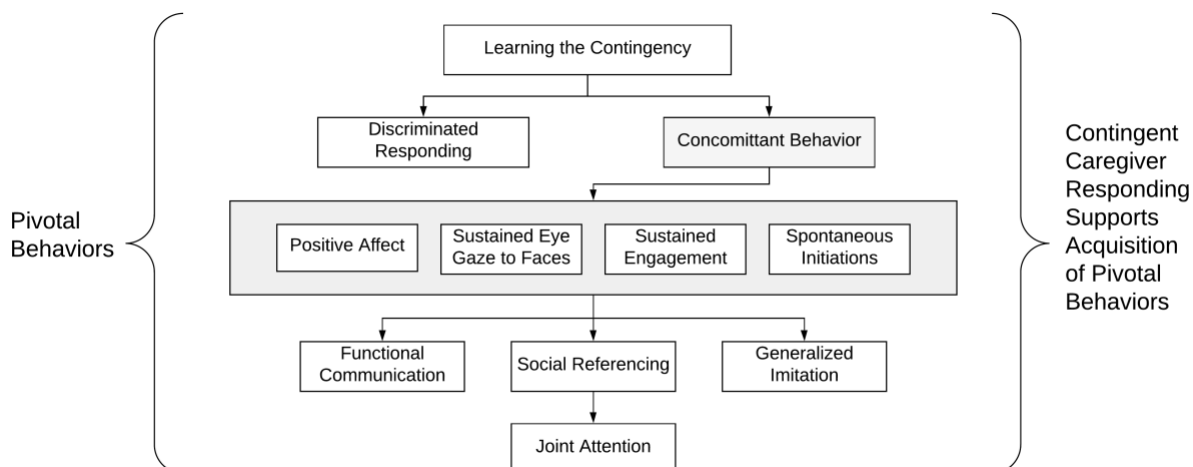 Learning the Contingency
Discriminated
Responding
Concomittant Behavior
Pivotal
Behaviors
Positive Affect
Sustained Eye
Gaze to Faces
Sustained
Engagement
Spontaneous
Initiations
Contingent
Caregiver
Responding
Supports
Acquisition
of Pivotal
Behaviors
Functional
Communication
Social Referencing
Generalized
Imitation
Joint Attention